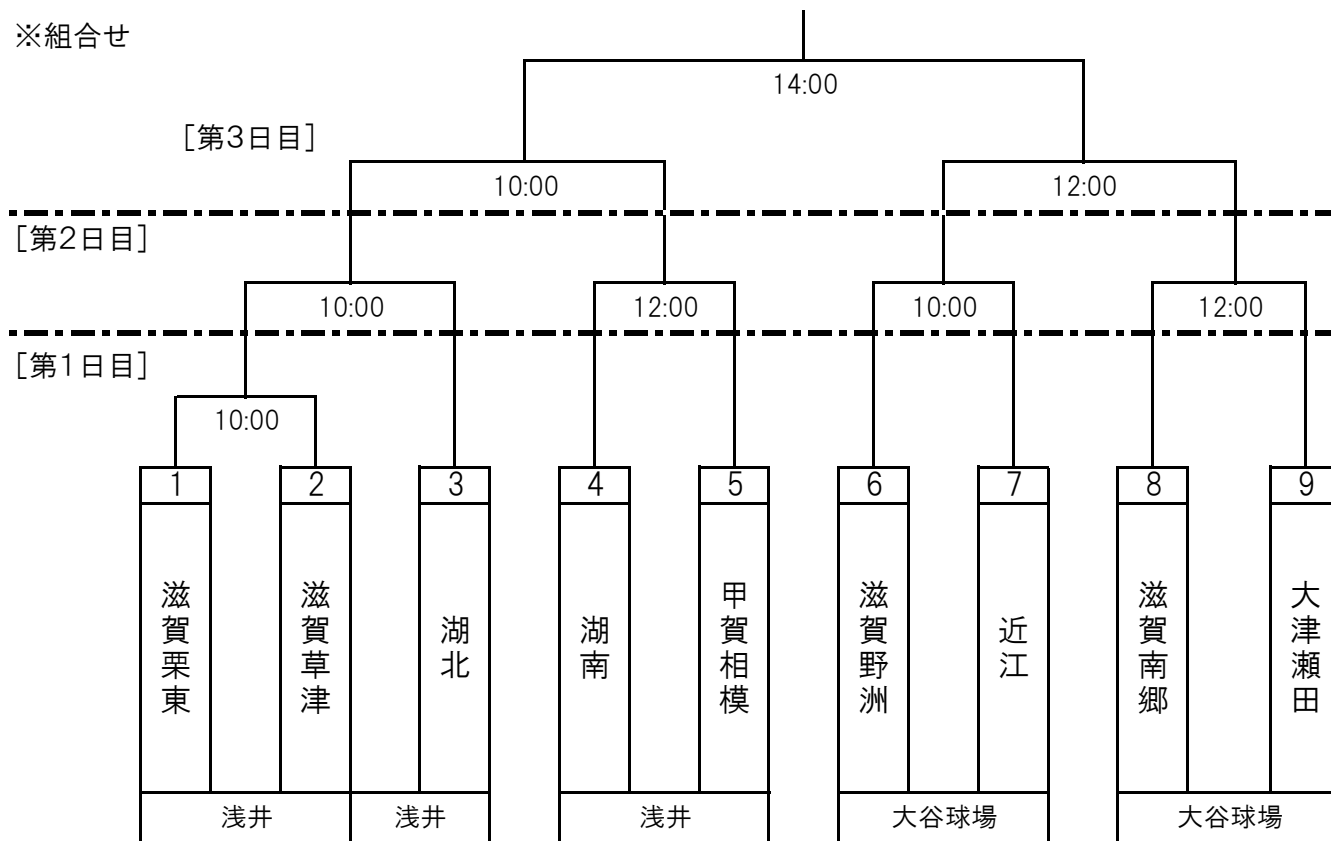 ※組合せ
14:00
[第3日目]
10:00
12:00
[第2日目]
10:00
12:00
10:00
12:00
[第1日目]
10:00
1
2
3
4
5
6
7
8
9
滋賀栗東
滋賀草津
湖北
湖南
甲賀相模
滋賀野洲
近江
滋賀南郷
大津瀬田
浅井
浅井
浅井
大谷球場
大谷球場